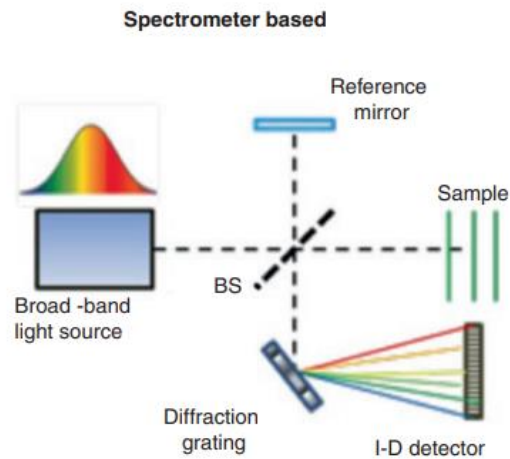 Spectrometer based
Reference
mirror
Sample
BS
Broad -band
light source
Diffraction
grating
I-D detector